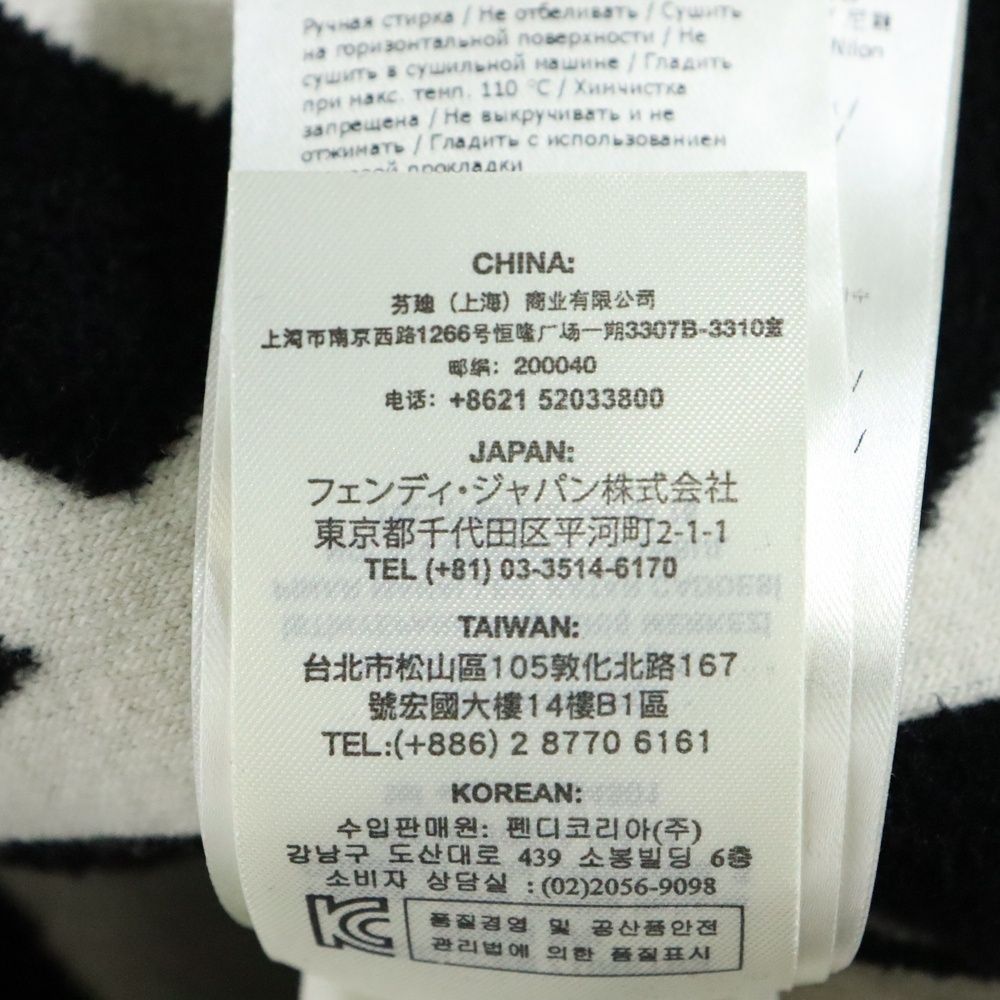 Ручная стирка / Не отбеливать / Сушить
на горизонтальной поверхности / Не
сушить в сушильной машине / Гладить
при макс. темп. 110 °C / Химчистка
запрещена / Не выкручивать и не
отжимать / Гладить с использованием
прокладки
Nilon
CHINA:
芬迪（上海）商业有限公司
上海市南京西路1266号恒隆广场一期3307B-3310室
邮编：200040
电话：+8621 52033800
JAPAN:
フェンディ・ジャパン株式会社
東京都千代田区平河町2-1-1
TEL (+81) 03-3514-6170
TAIWAN:
台北市松山區105敦化北路167
號宏國大樓14樓B1區
TEL:(+886) 2 8770 6161
KOREAN:
수입판매원: 펜디코리아(주)
강남구 도산대로 439 소봉빌딩 6층
소비자 상담실 :(02)2056-9098
품질경영 및 공산품안전
관리법에 의한 품질표시